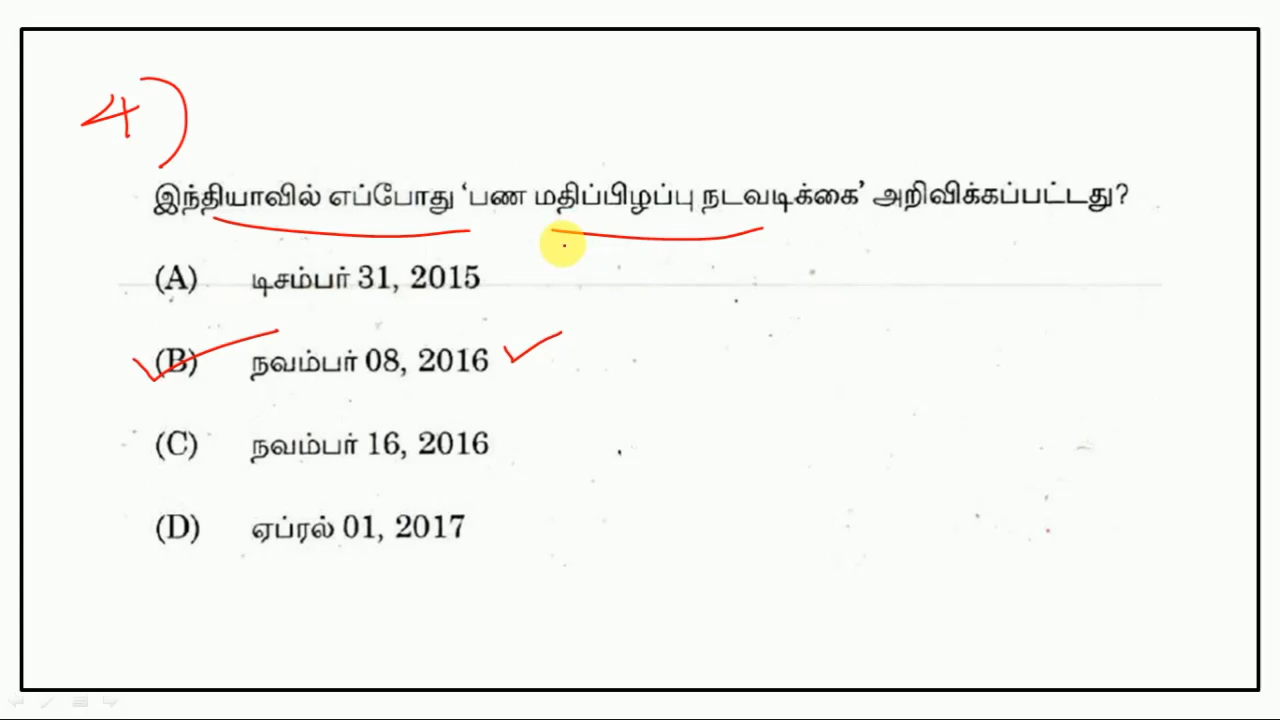 4)
இந்தியாவில் எப்போது ‘பண மதிப்பிழப்பு நடவடிக்கை’ அறிவிக்கப்பட்டது?
(A) டிசம்பர் 31, 2015
(B) நவம்பர் 08, 2016
(C) நவம்பர் 16, 2016
(D) ஏப்ரல் 01, 2017